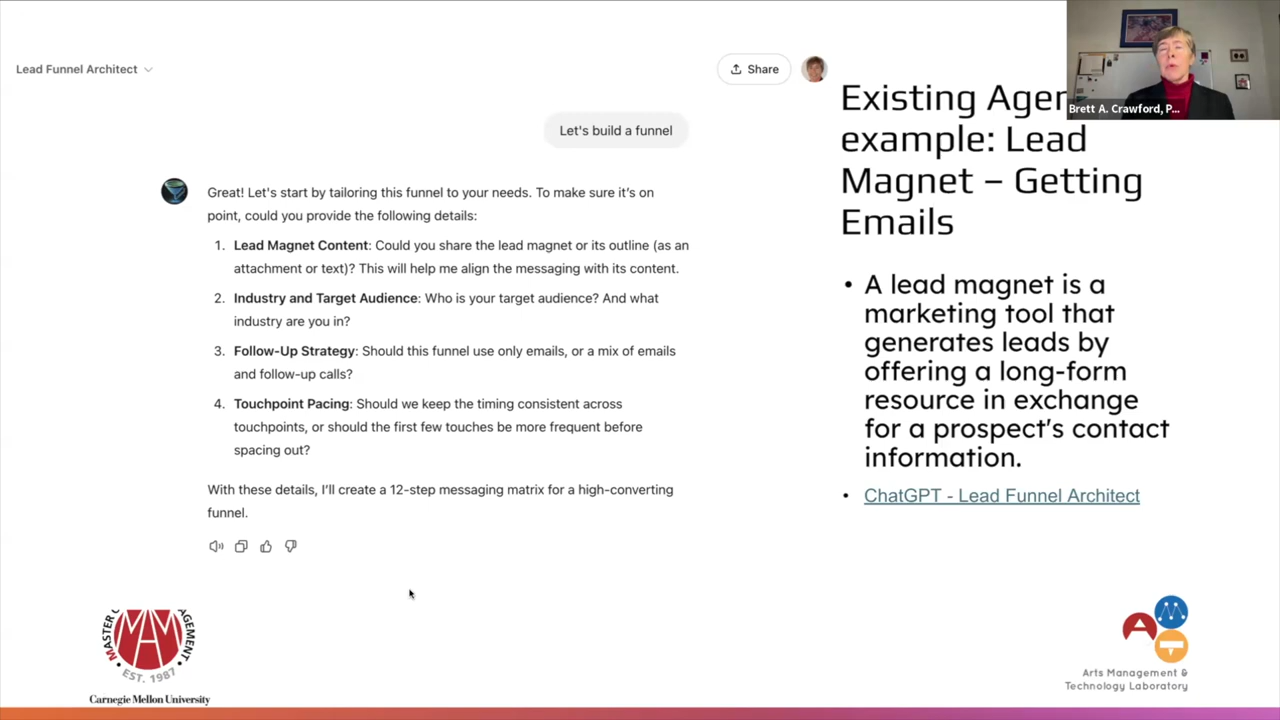 Lead Funnel Architect
Share
Let's build a funnel
Great! Let's start by tailoring this funnel to your needs. To make sure it's on
point, could you provide the following details:
1. Lead Magnet Content: Could you share the lead magnet or its outline (as an
attachment or text)? This will help me align the messaging with its content.
2. Industry and Target Audience: Who is your target audience? And what
industry are you in?
3. Follow-Up Strategy: Should this funnel use only emails, or a mix of emails
and follow-up calls?
4. Touchpoint Pacing: Should we keep the timing consistent across
touchpoints, or should the first few touches be more frequent before
spacing out?
With these details, I'll create a 12-step messaging matrix for a high-converting
funnel.
Brett A. Crawford, P...
Existing Agen
example: Lead
Magnet – Getting
Emails
• A lead magnet is a
marketing tool that
generates leads by
offering a long-form
resource in exchange
for a prospect's contact
information.
• ChatGPT - Lead Funnel Architect
MAM
EST. 1987
Carnegie Mellon University
A
Arts Management &
Technology Laboratory